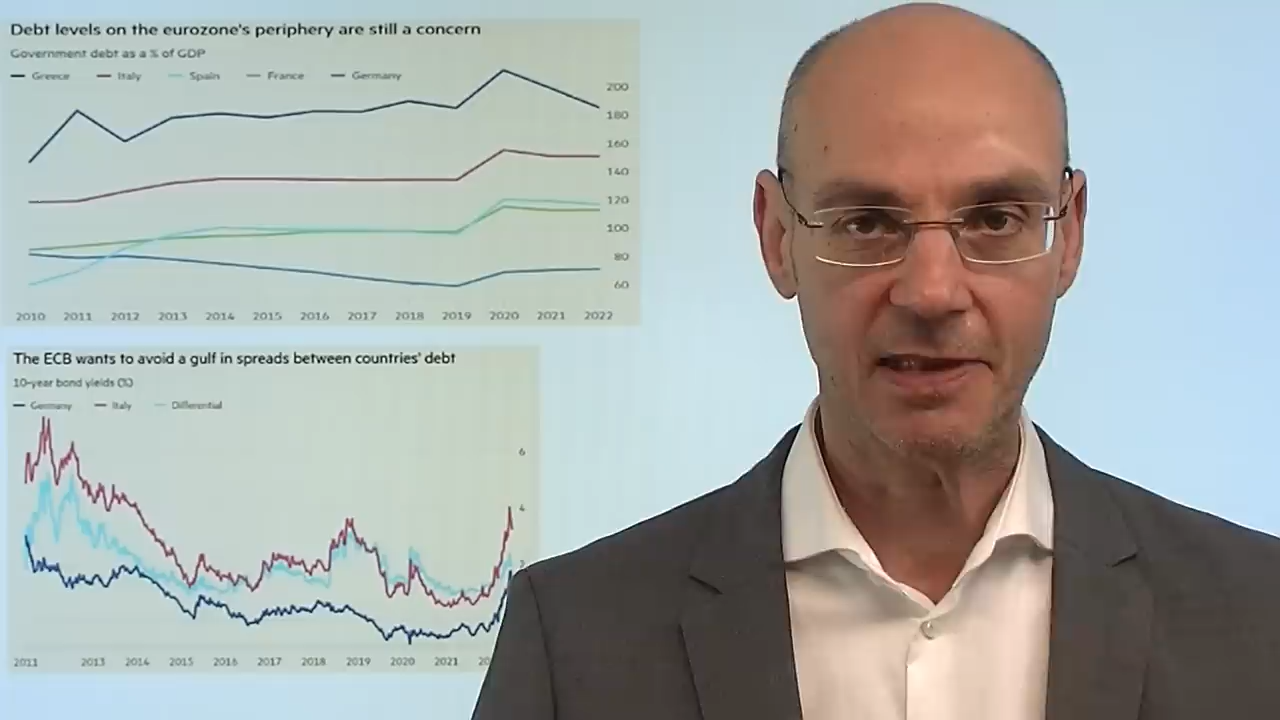 Debt levels on the eurozone's periphery are still a concern
Government debt as a % of GDP
Greece Italy Spain France Germany
200
180
160
140
120
100
80
60
2010 2011 2012 2013 2014 2015 2016 2017 2018 2019 2020 2021 2022
The ECB wants to avoid a gulf in spreads between countries' debt
10-year bond yields (%)
Germany Italy Differential
6
4
2011 2013 2014 2015 2016 2017 2018 2019 2020 2021